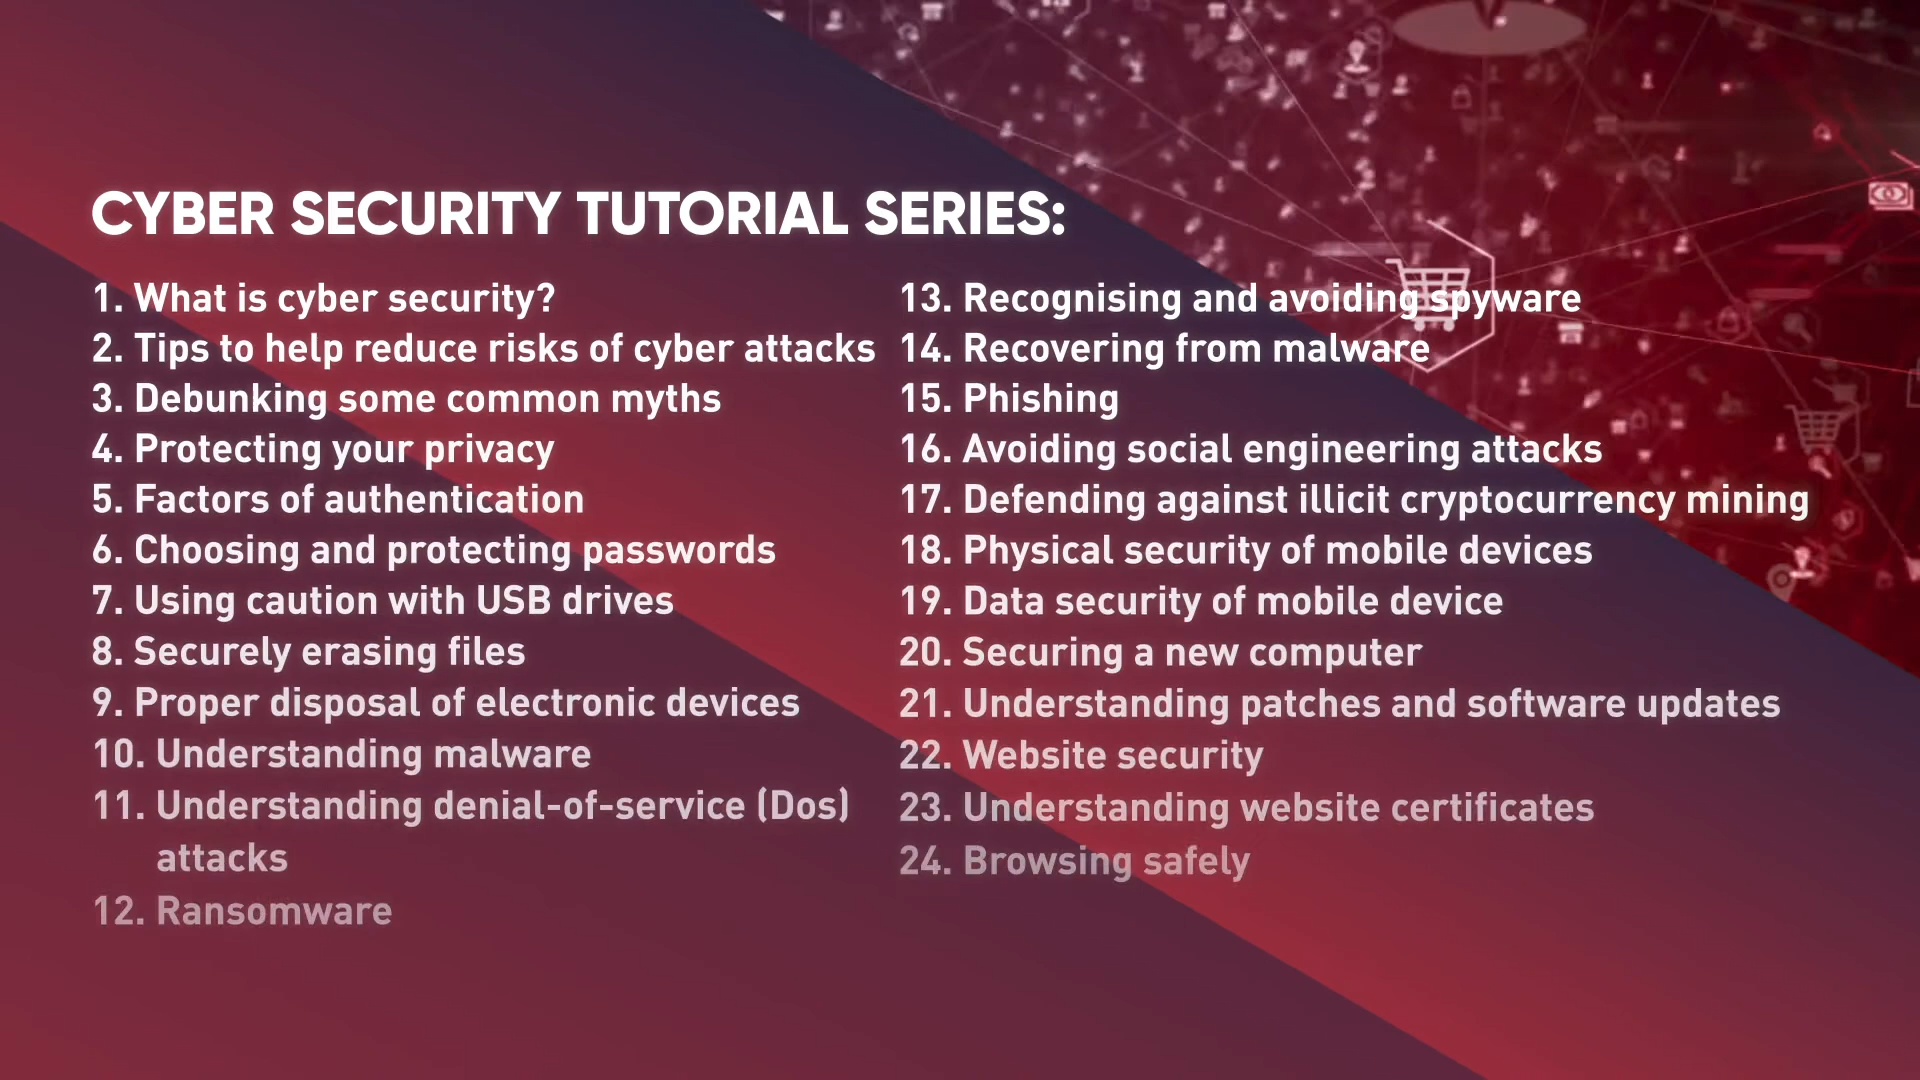 CYBER SECURITY TUTORIAL SERIES:
1. What is cyber security?
2. Tips to help reduce risks of cyber attacks
3. Debunking some common myths
4. Protecting your privacy
5. Factors of authentication
6. Choosing and protecting passwords
7. Using caution with USB drives
8. Securely erasing files
9. Proper disposal of electronic devices
10. Understanding malware
11. Understanding denial-of-service (Dos)
attacks
12. Ransomware
13. Recognising and avoiding spyware
14. Recovering from malware
15. Phishing
16. Avoiding social engineering attacks
17. Defending against illicit cryptocurrency mining
18. Physical security of mobile devices
19. Data security of mobile device
20. Securing a new computer
21. Understanding patches and software updates
22. Website security
23. Understanding website certificates
24. Browsing safely